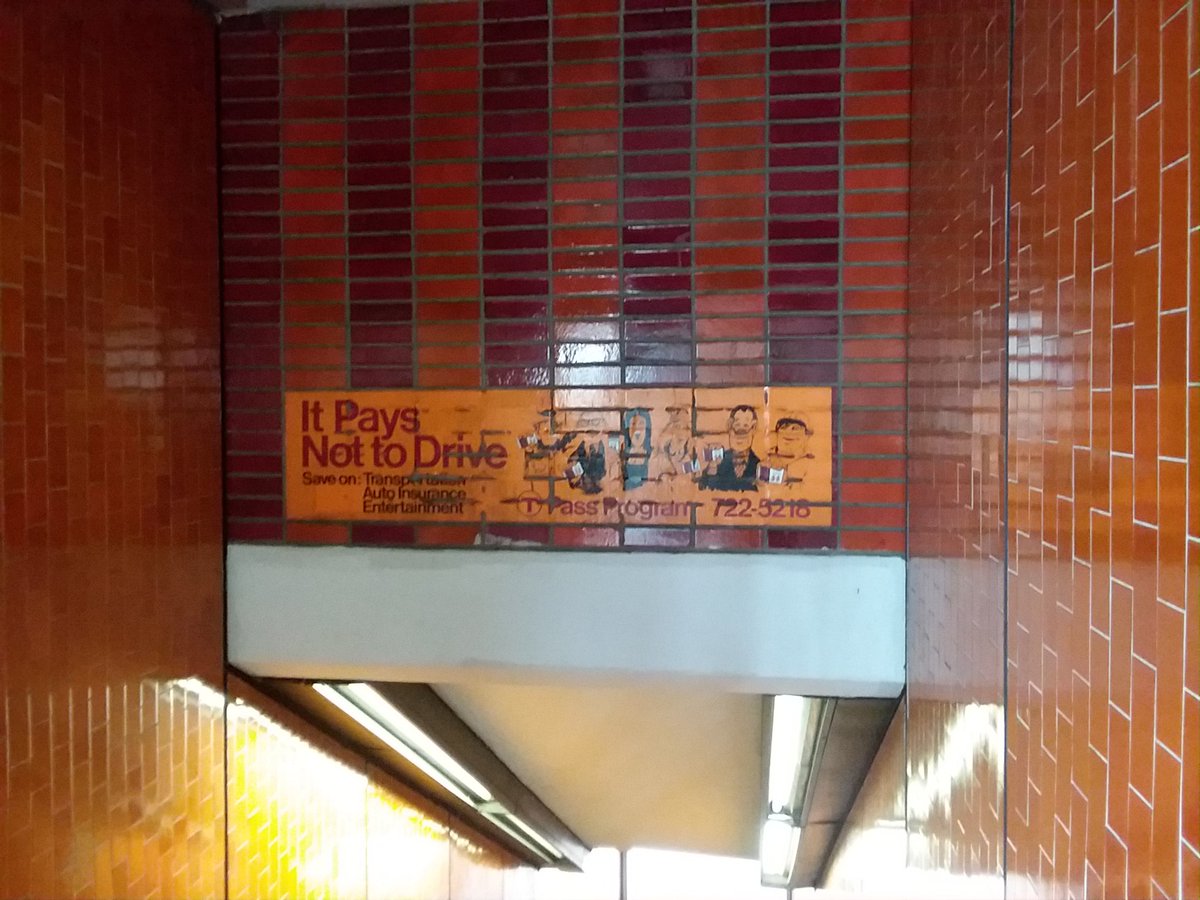 It Pays
Not to Drive
Save on: Transportation
Auto Insurance
Entertainment
T Pass Program 722-5218